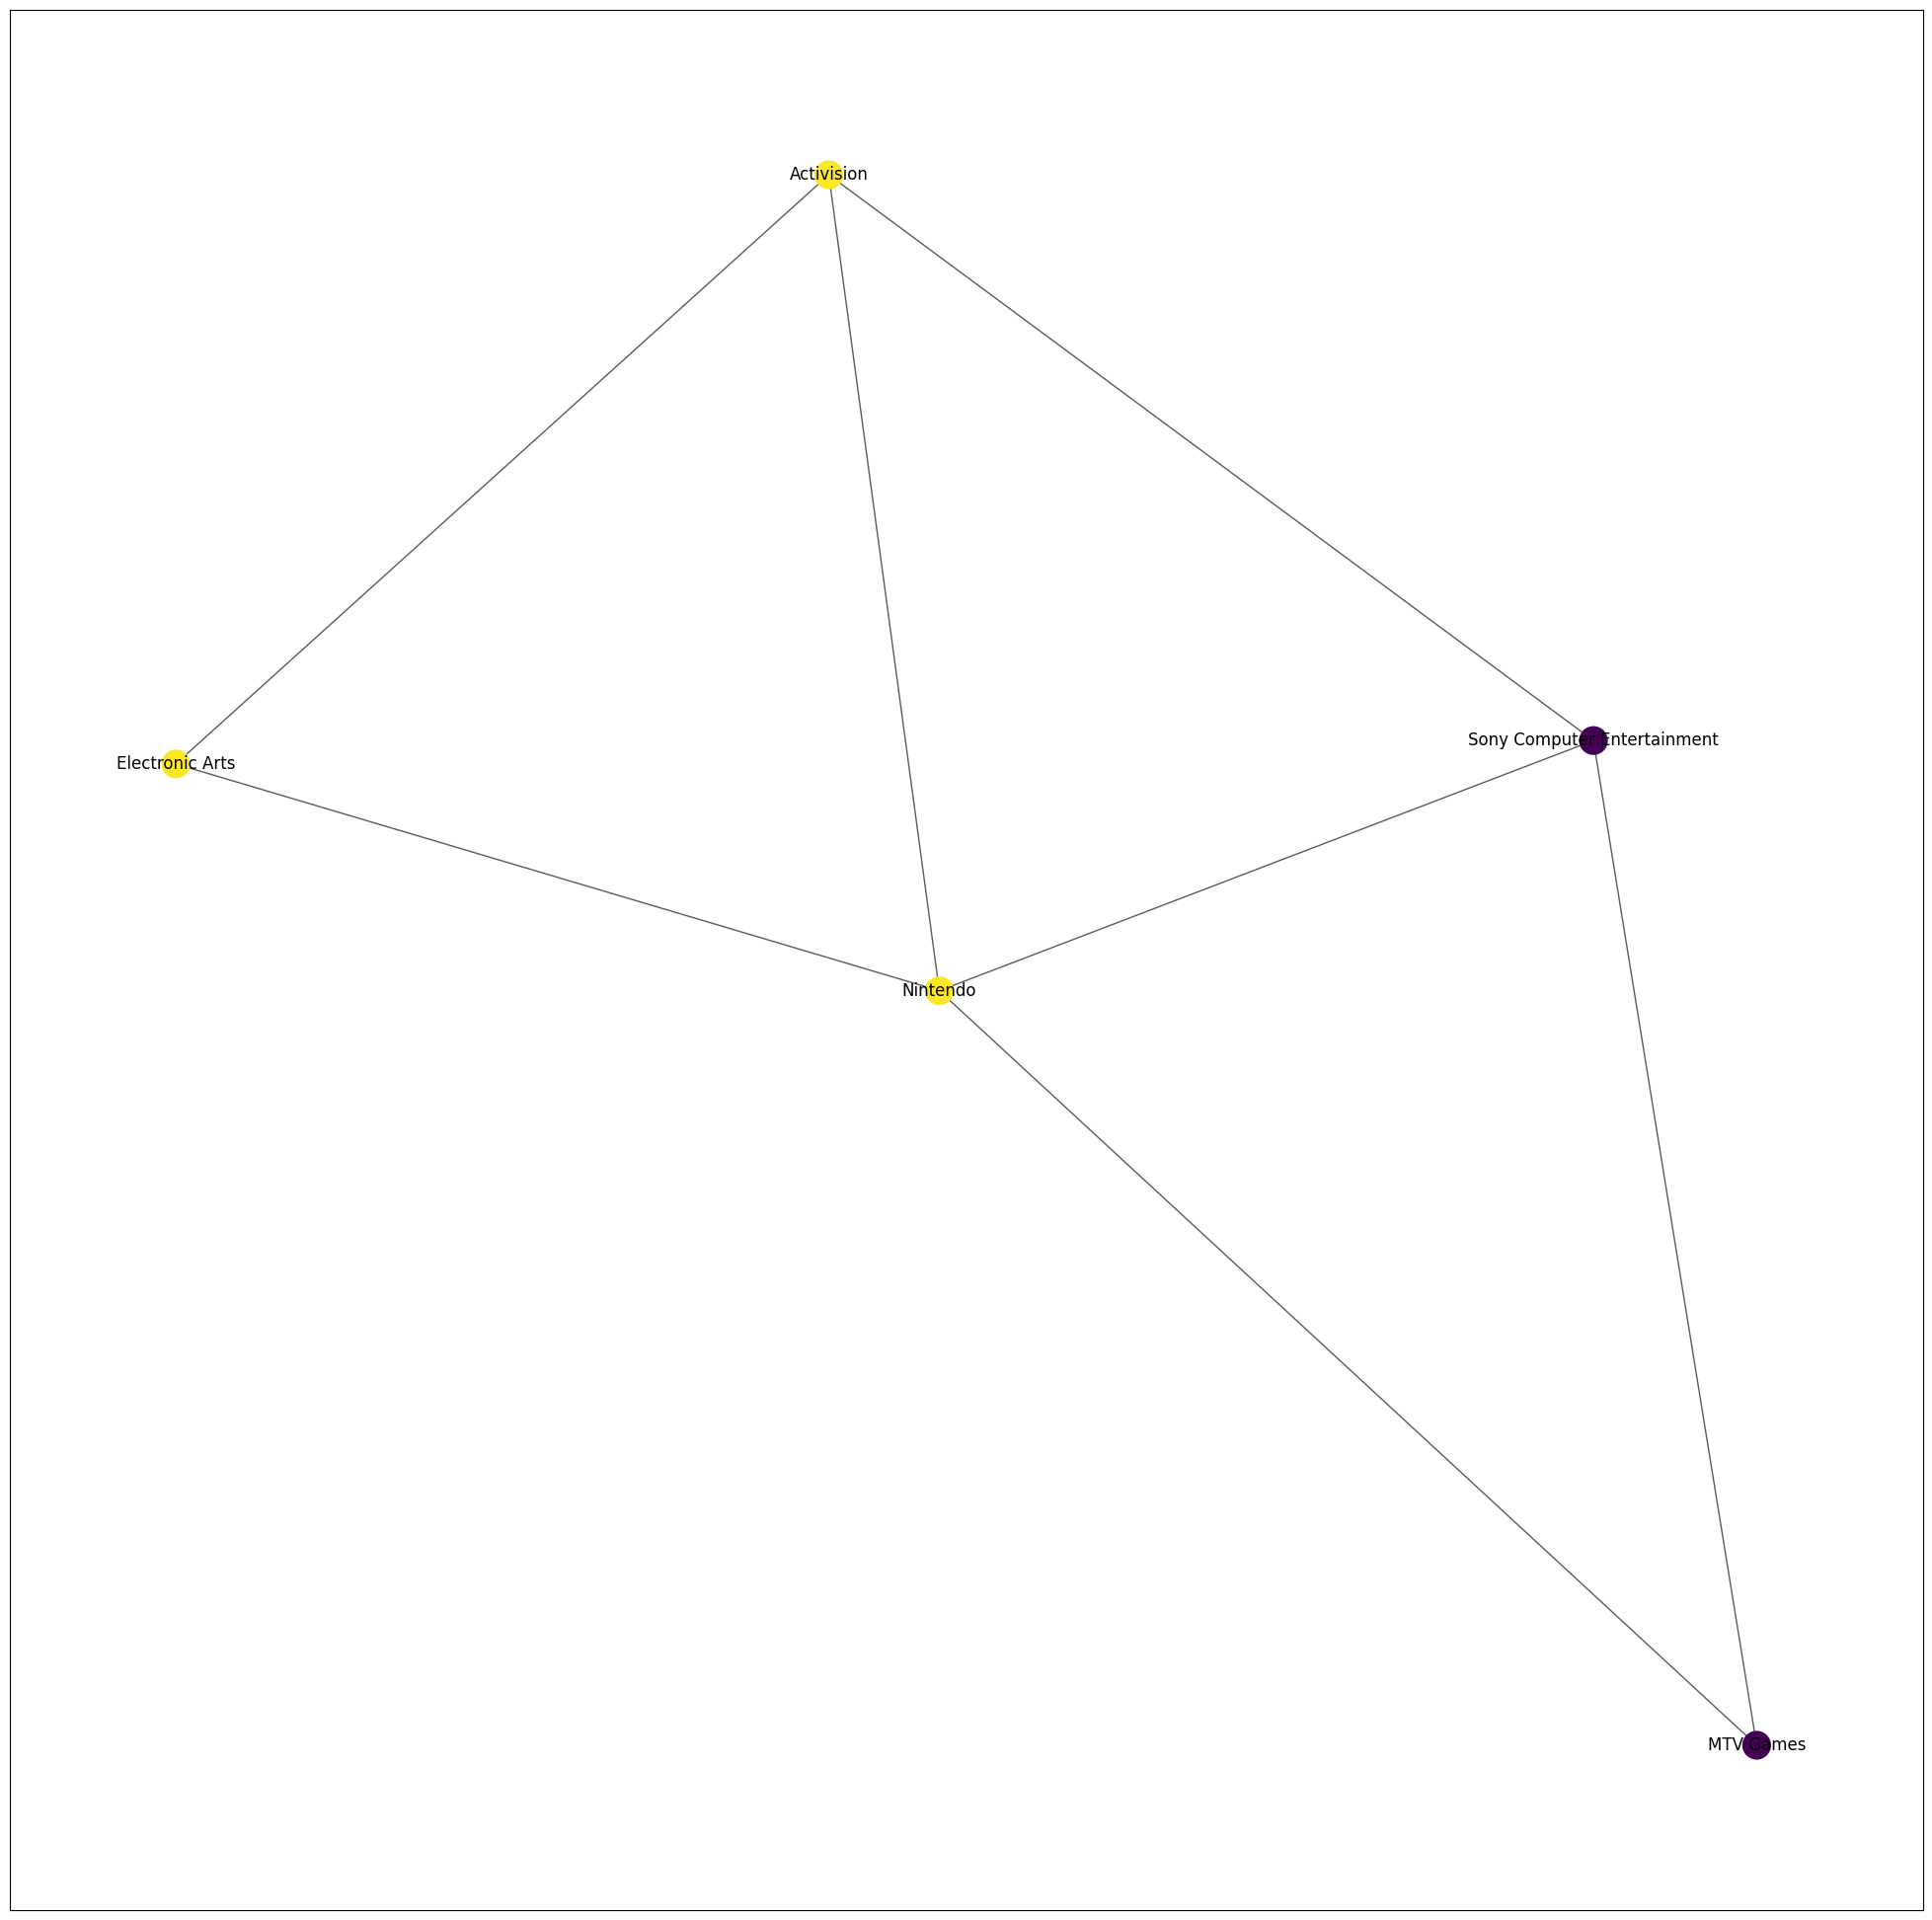 Activision
Sony Computer Entertainment
Electronic Arts
Nintendo
MTV Games